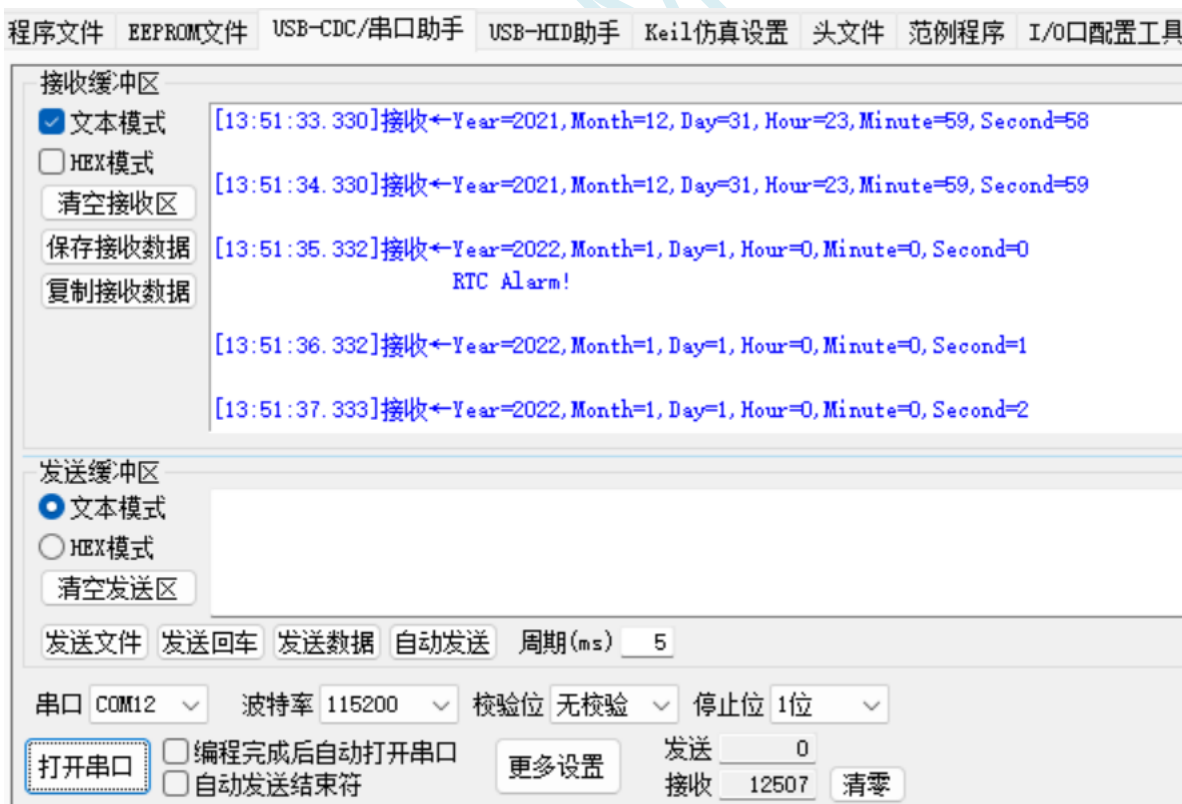 程序文件 EEPROM文件 USB-CDC/串口助手 USB-HID助手 Keil仿真设置 头文件 范例程序 I/O口配置工具
接收缓冲区
文本模式
HEX模式
清空接收区
保存接收数据
复制接收数据
[13:51:33.330]接收←Year=2021,Month=12,Day=31,Hour=23,Minute=59,Second=58
[13:51:34.330]接收←Year=2021,Month=12,Day=31,Hour=23,Minute=59,Second=59
[13:51:35.332]接收←Year=2022,Month=1,Day=1,Hour=0,Minute=0,Second=0
RTC Alarm!
[13:51:36.332]接收←Year=2022,Month=1,Day=1,Hour=0,Minute=0,Second=1
[13:51:37.333]接收←Year=2022,Month=1,Day=1,Hour=0,Minute=0,Second=2
发送缓冲区
文本模式
HEX模式
清空发送区
发送文件 发送回车 发送数据 自动发送 周期(ms) 5
串口 COM12 波特率 115200 校验位 无校验 停止位 1位
打开串口
编程完成后自动打开串口
自动发送结束符
更多设置
发送 0
接收 12507 清零